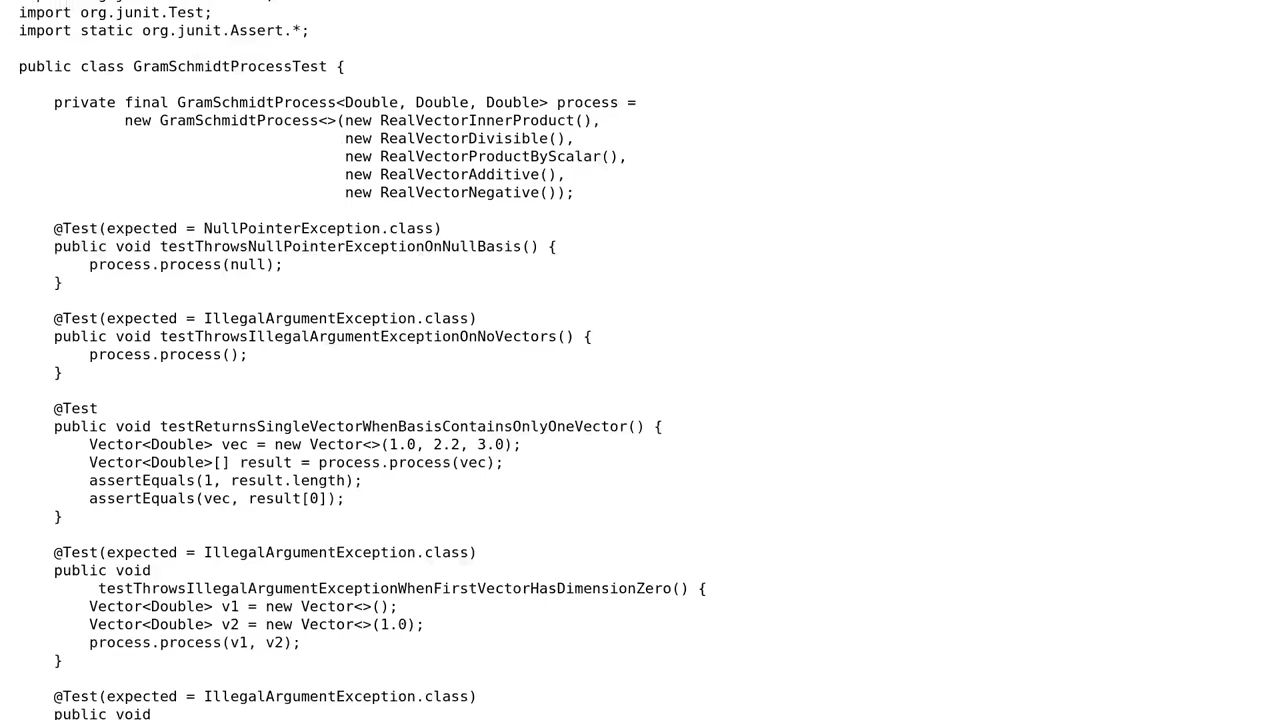 import org.junit.Test;
import static org.junit.Assert.*;
public class GramSchmidtProcessTest {
private final GramSchmidtProcess<Double, Double, Double> process =
new GramSchmidtProcess<>(new RealVectorInnerProduct(),
new RealVectorDivisible(),
new RealVectorProductByScalar(),
new RealVectorAdditive(),
new RealVectorNegative());
@Test(expected = NullPointerException.class)
public void testThrowsNullPointerExceptionOnNullBasis() {
process.process(null);
}
@Test(expected = IllegalArgumentException.class)
public void testThrowsIllegalArgumentExceptionOnNoVectors() {
process.process();
}
@Test
public void testReturnsSingleVectorWhenBasisContainsOnlyOneVector() {
Vector<Double> vec = new Vector<>(1.0, 2.2, 3.0);
Vector<Double>[] result = process.process(vec);
assertEquals(1, result.length);
assertEquals(vec, result[0]);
}
@Test(expected = IllegalArgumentException.class)
public void
testThrowsIllegalArgumentExceptionWhenFirstVectorHasDimensionZero() {
Vector<Double> v1 = new Vector<>();
Vector<Double> v2 = new Vector<>(1.0);
process.process(v1, v2);
}
@Test(expected = IllegalArgumentException.class)
public void